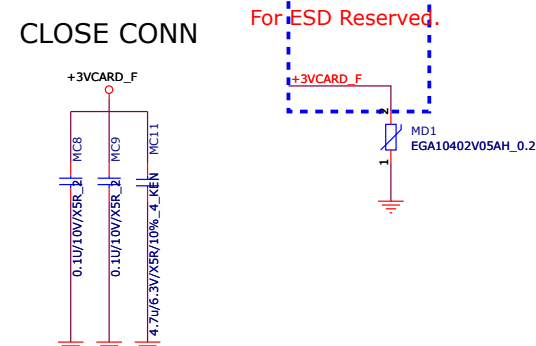 For ESD Reserved.
CLOSE CONN
+3VCARD_F
+3VCARD_F
2
MD1
EGA10402V05AH_0.2
1
MC8
0.1U/10V/X5R_2
MC9
0.1U/10V/X5R_2
MC11
4.7u/6.3V/X5R/10%_4_KEN